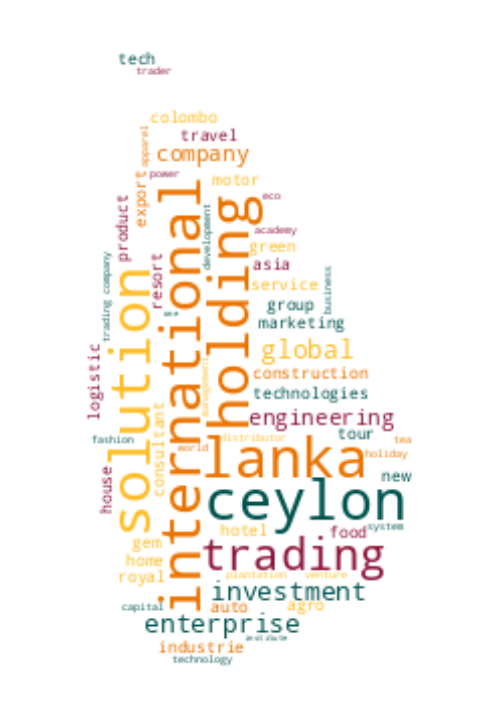 tech
trader
colombo
apparel
travel
company
power
motor
export
product
international
holding
eco
development
academy
green
asia
resort
trading company
service
business
group
one
marketing
solution
global
logistic
management
construction
technologies
consultant
engineering
tour
fashion
distributor
tea
world
lanka
holiday
house
new
ceylon
system
hotel
food
gem
trading
home
royal
plantation
venture
investment
capital
auto
agro
enterprise
institute
industrie
technology